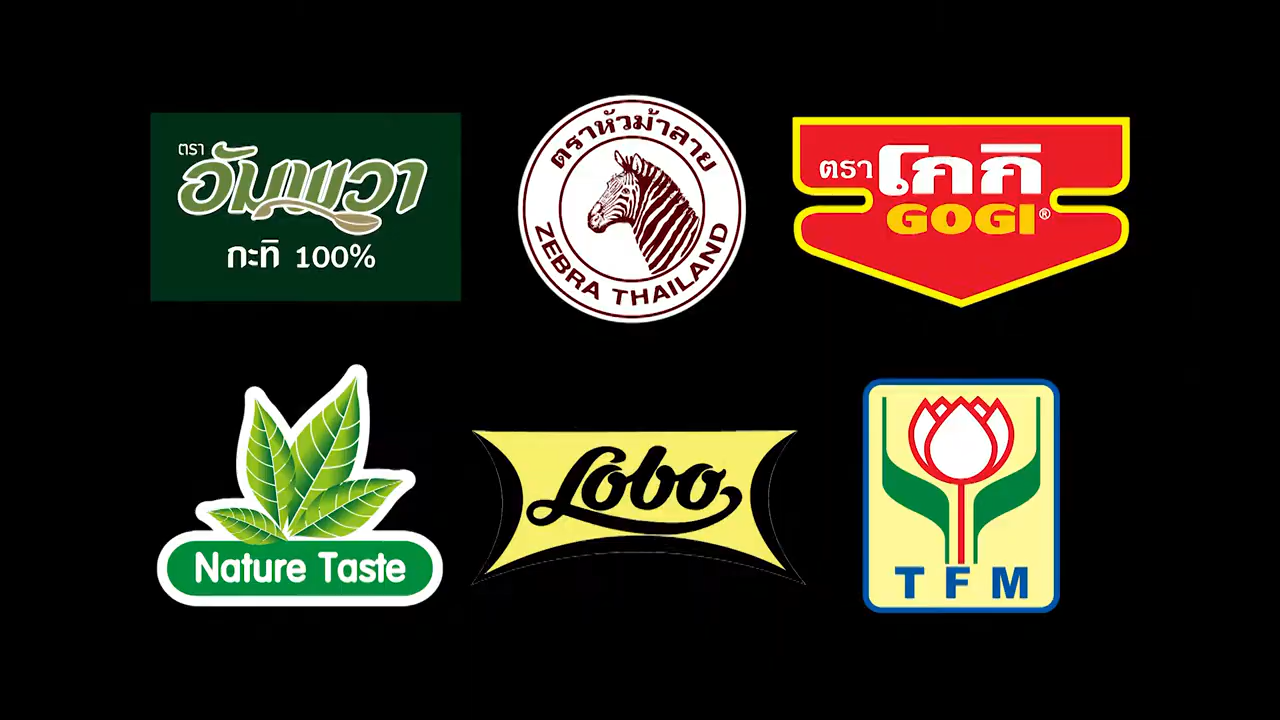 ตรา
อัมพวา
กะทิ 100%
ตราหัวม้าลาย
ZEBRA THAILAND
ตรา โกกิ
GOGI®
Nature Taste
Lobo
TFM